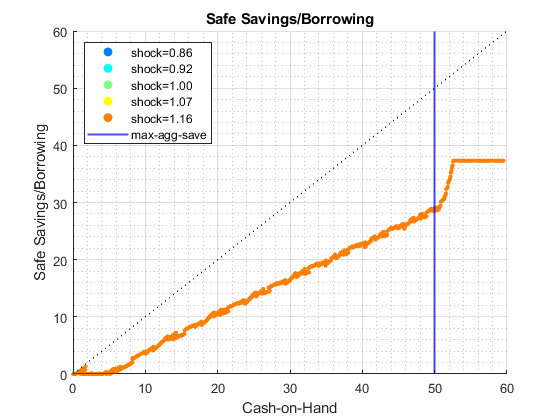 Safe Savings/Borrowing
shock=0.86
shock=0.92
shock=1.00
shock=1.07
shock=1.16
max-agg-save
Safe Savings/Borrowing
60
50
40
30
20
10
0
0 10 20 30 40 50 60
Cash-on-Hand